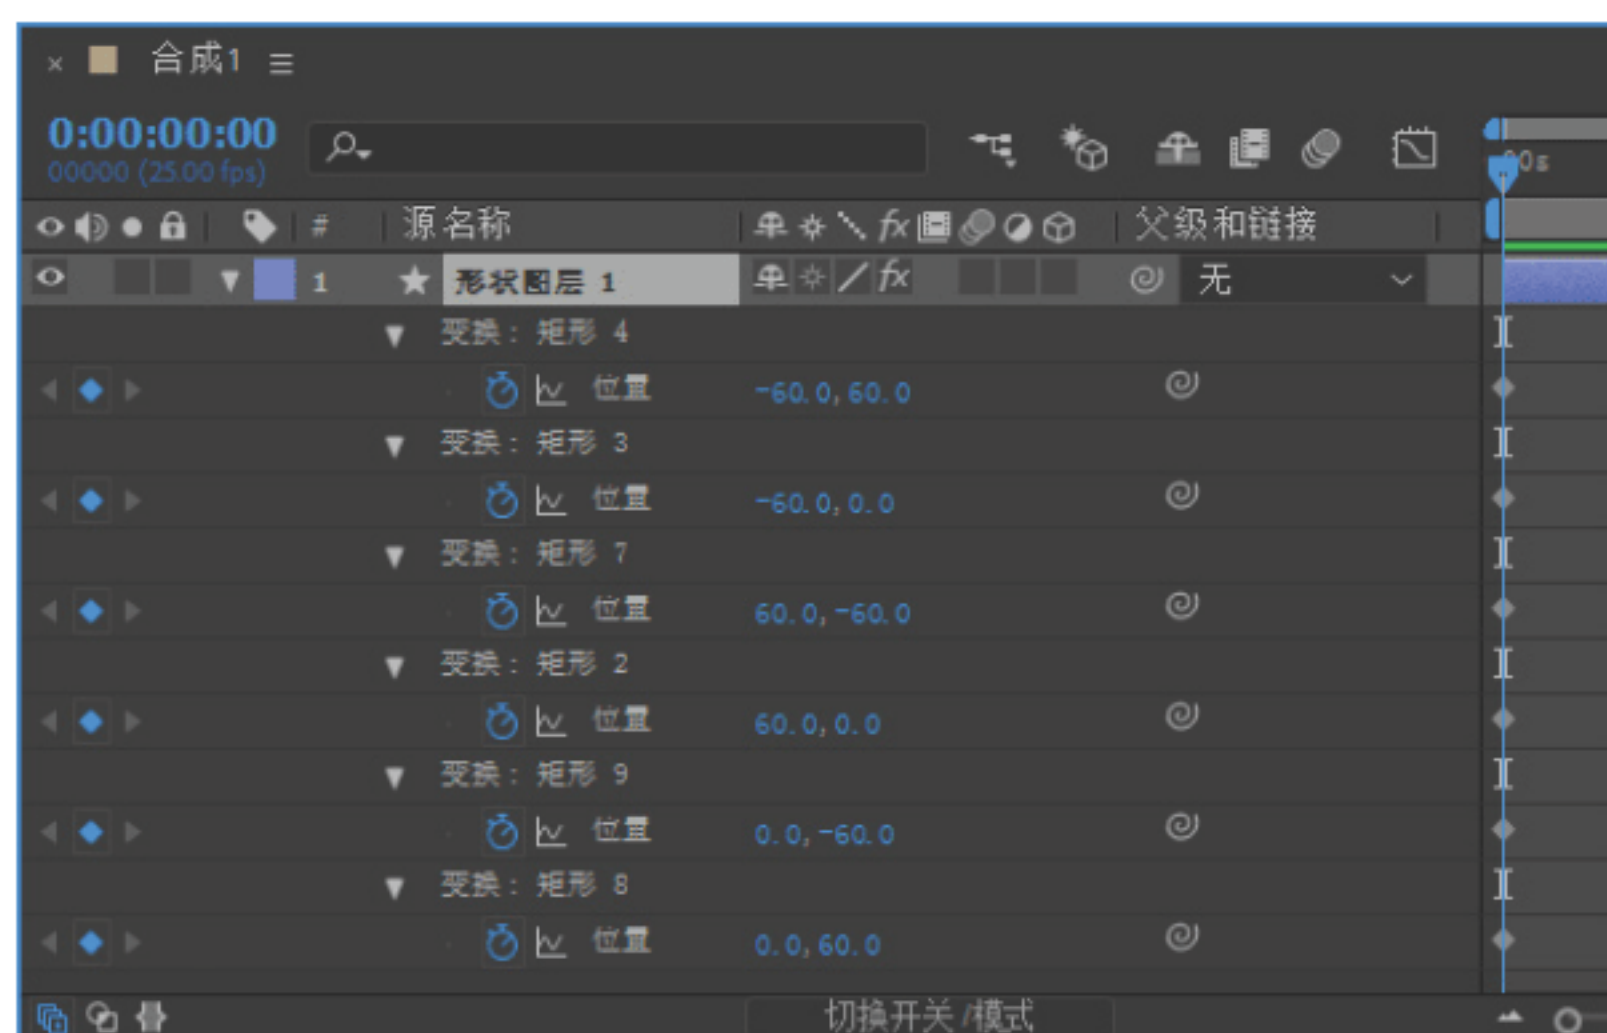 合成1
0:00:00:00
00000 (25.00 fps)
:00s
# 源名称 fx 父级和链接
1 形状图层 1 fx 无
变换：矩形 4
位置 -60.0,60.0
变换：矩形 3
位置 -60.0,0.0
变换：矩形 7
位置 60.0,-60.0
变换：矩形 2
位置 60.0,0.0
变换：矩形 9
位置 0.0,-60.0
变换：矩形 8
位置 0.0,60.0
切换开关/模式